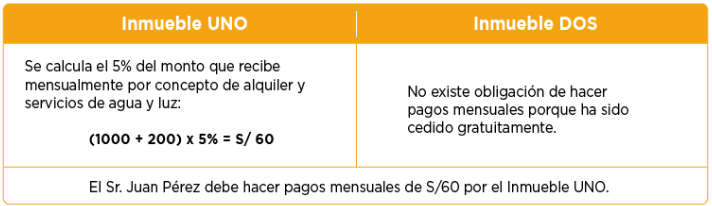 Inmueble UNO
Inmueble DOS
Se calcula el 5% del monto que recibe
mensualmente por concepto de alquiler y
servicios de agua y luz:
(1000 + 200) x 5% = S/ 60
No existe obligación de hacer
pagos mensuales porque ha sido
cedido gratuitamente.
El Sr. Juan Pérez debe hacer pagos mensuales de S/60 por el Inmueble UNO.